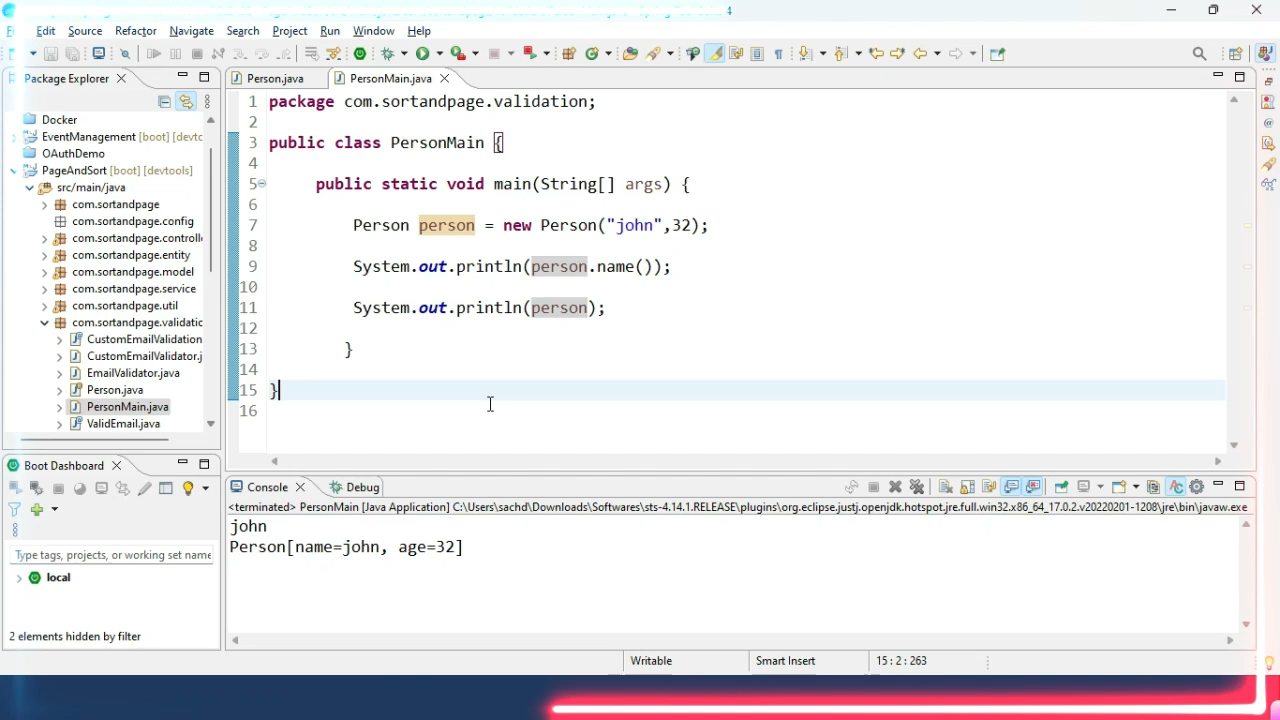 4
Edit Source Refactor Navigate Search Project Run Window Help
Package Explorer
Docker
EventManagement [boot] [devtc
OAuthDemo
PageAndSort [boot] [devtools]
src/main/java
com.sortandpage
com.sortandpage.config
com.sortandpage.controll
com.sortandpage.entity
com.sortandpage.model
com.sortandpage.service
com.sortandpage.util
com.sortandpage.validatic
CustomEmailValidation
CustomEmailValidator.j
EmailValidator.java
Person.java
PersonMain.java
ValidEmail.java
Person.java PersonMain.java
1 package com.sortandpage.validation;
2
3 public class PersonMain {
4
5 public static void main(String[] args) {
6
7 Person person = new Person("john",32);
8
9 System.out.println(person.name());
10
11 System.out.println(person);
12
13 }
14
15 }
16
Boot Dashboard
Type tags, projects, or working set name
local
2 elements hidden by filter
Console Debug
<terminated> PersonMain [Java Application] C:\Users\sachd\Downloads\Softwares\sts-4.14.1.RELEASE\plugins\org.eclipse.justj.openjdk.hotspot.jre.full.win32.x86_64_17.0.2.v20220201-1208\jre\bin\javaw.exe
john
Person[name=john, age=32]
Writable Smart Insert 15 : 2 : 263